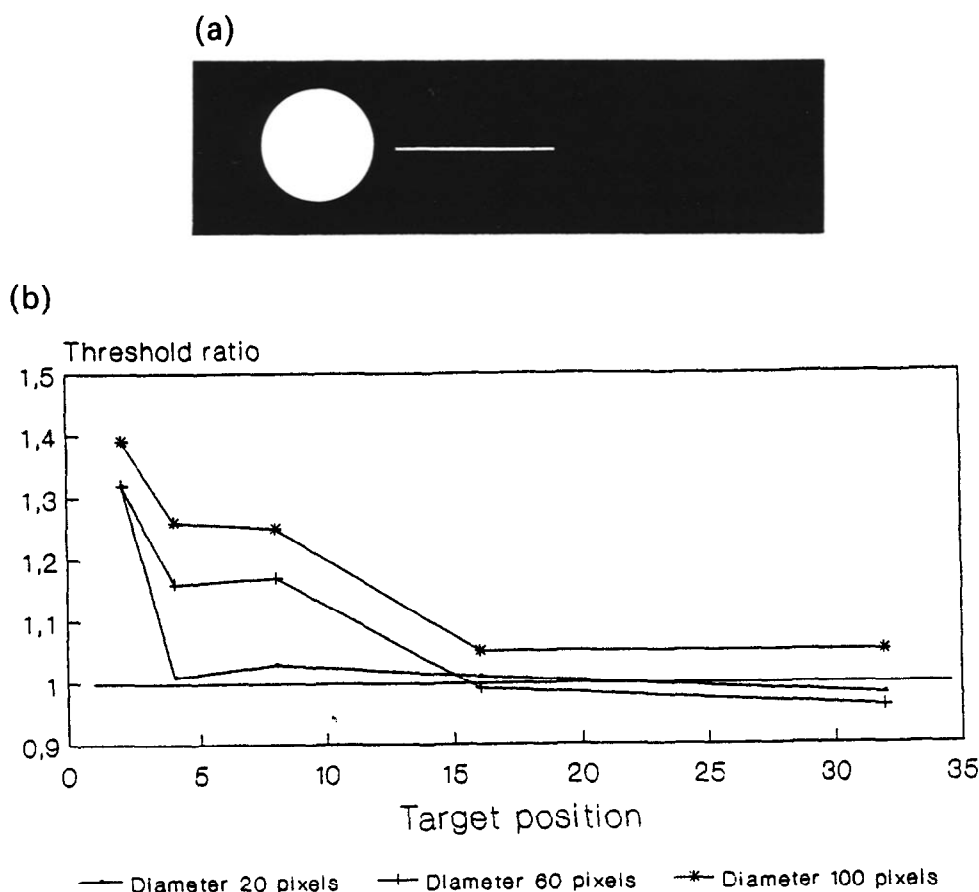 (a)
(b)
Threshold ratio
1,5
1,4
1,3
1,2
1,1
1
0,9
0 5 10 15 20 25 30 35
Target position
Diameter 20 pixels Diameter 60 pixels Diameter 100 pixels